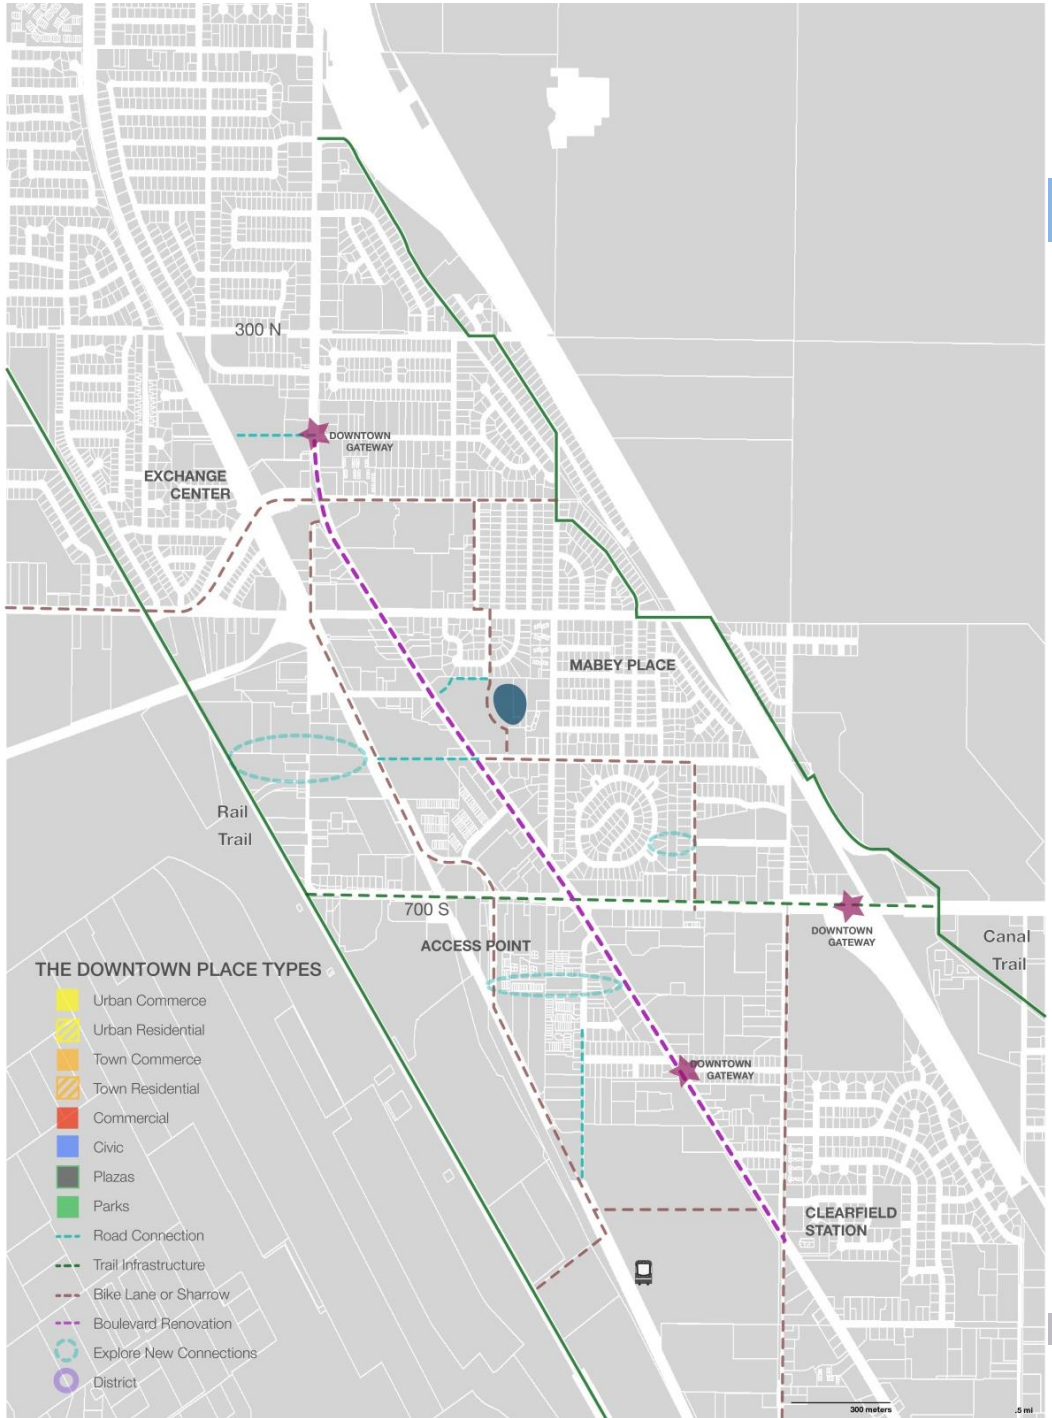 300 N
DOWNTOWN
GATEWAY
EXCHANGE
CENTER
MABEY PLACE
Rail
Trail
700 S
ACCESS POINT
DOWNTOWN
GATEWAY
Canal
Trail
THE DOWNTOWN PLACE TYPES
Urban Commerce
Urban Residential
Town Commerce
Town Residential
Commercial
Civic
Plazas
Parks
Road Connection
Trail Infrastructure
Bike Lane or Sharrow
Boulevard Renovation
Explore New Connections
District
DOWNTOWN
GATEWAY
CLEARFIELD
STATION
300 meters
.5 mi